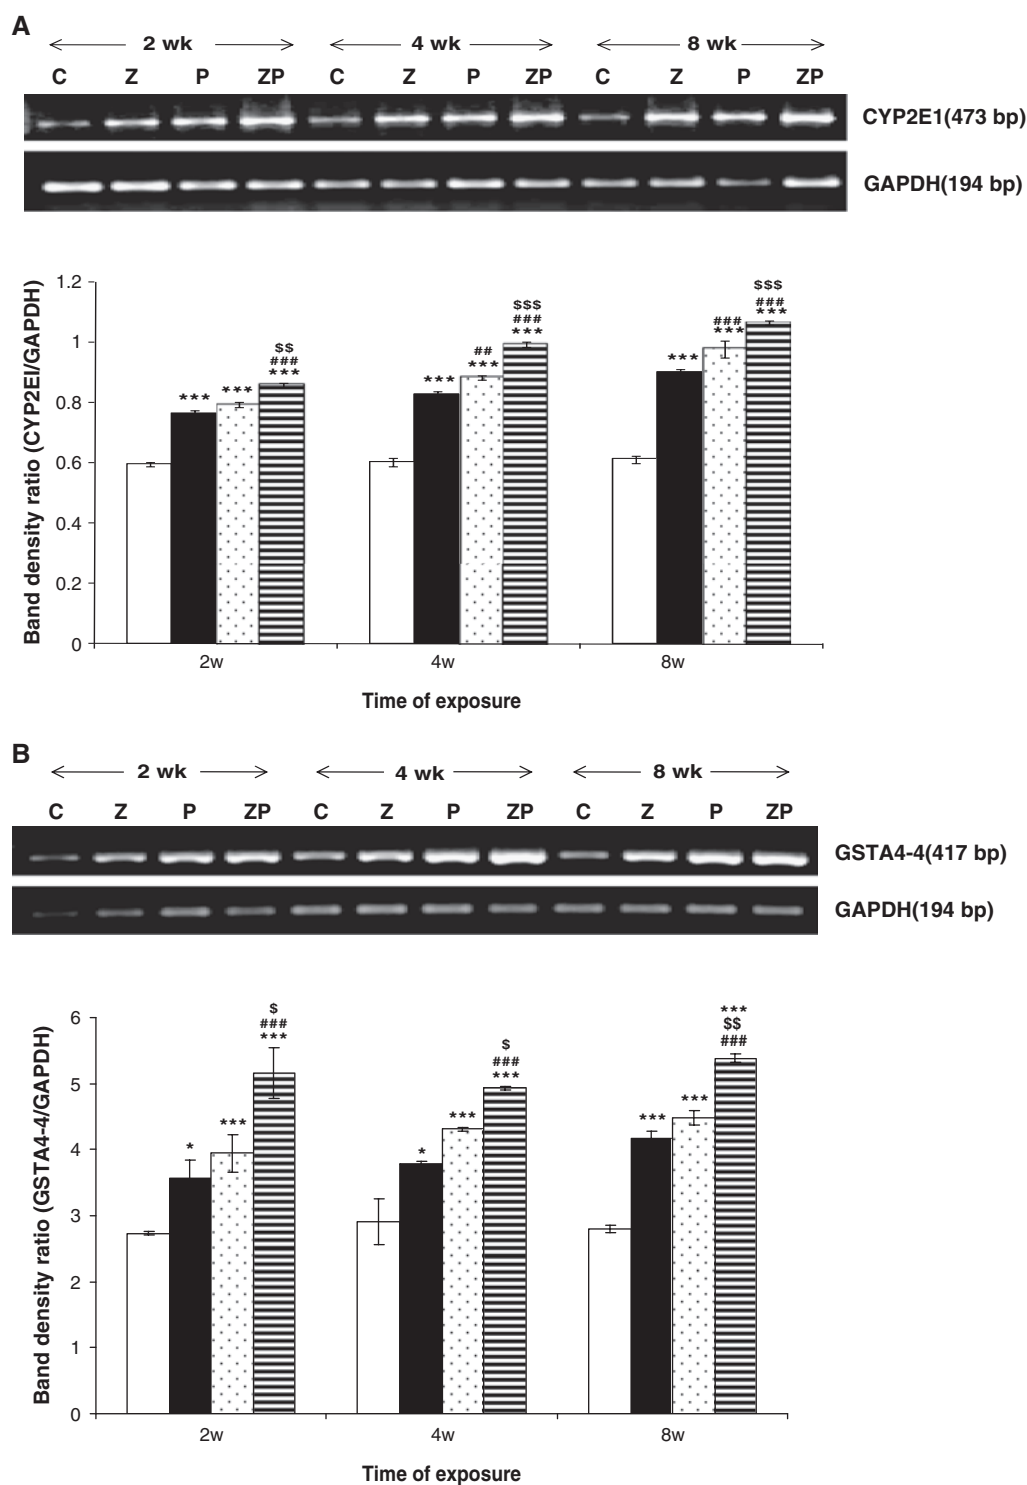 A
2 wk 4 wk 8 wk
C Z P ZP C Z P ZP C Z P ZP
CYP2E1(473 bp)
GAPDH(194 bp)
Band density ratio (CYP2EI/GAPDH)
1.2
1
0.8
0.6
0.4
0.2
0
*** *** $$
###
***
*** ##
*** $$$
###
***
*** ###
*** $$$
###
***
2w 4w 8w
Time of exposure
B
2 wk 4 wk 8 wk
C Z P ZP C Z P ZP C Z P ZP
GSTA4-4(417 bp)
GAPDH(194 bp)
Band density ratio (GSTA4-4/GAPDH)
6
5
4
3
2
1
0
* *** $
###
***
* *** $
###
***
*** *** ***
$$
###
2w 4w 8w
Time of exposure